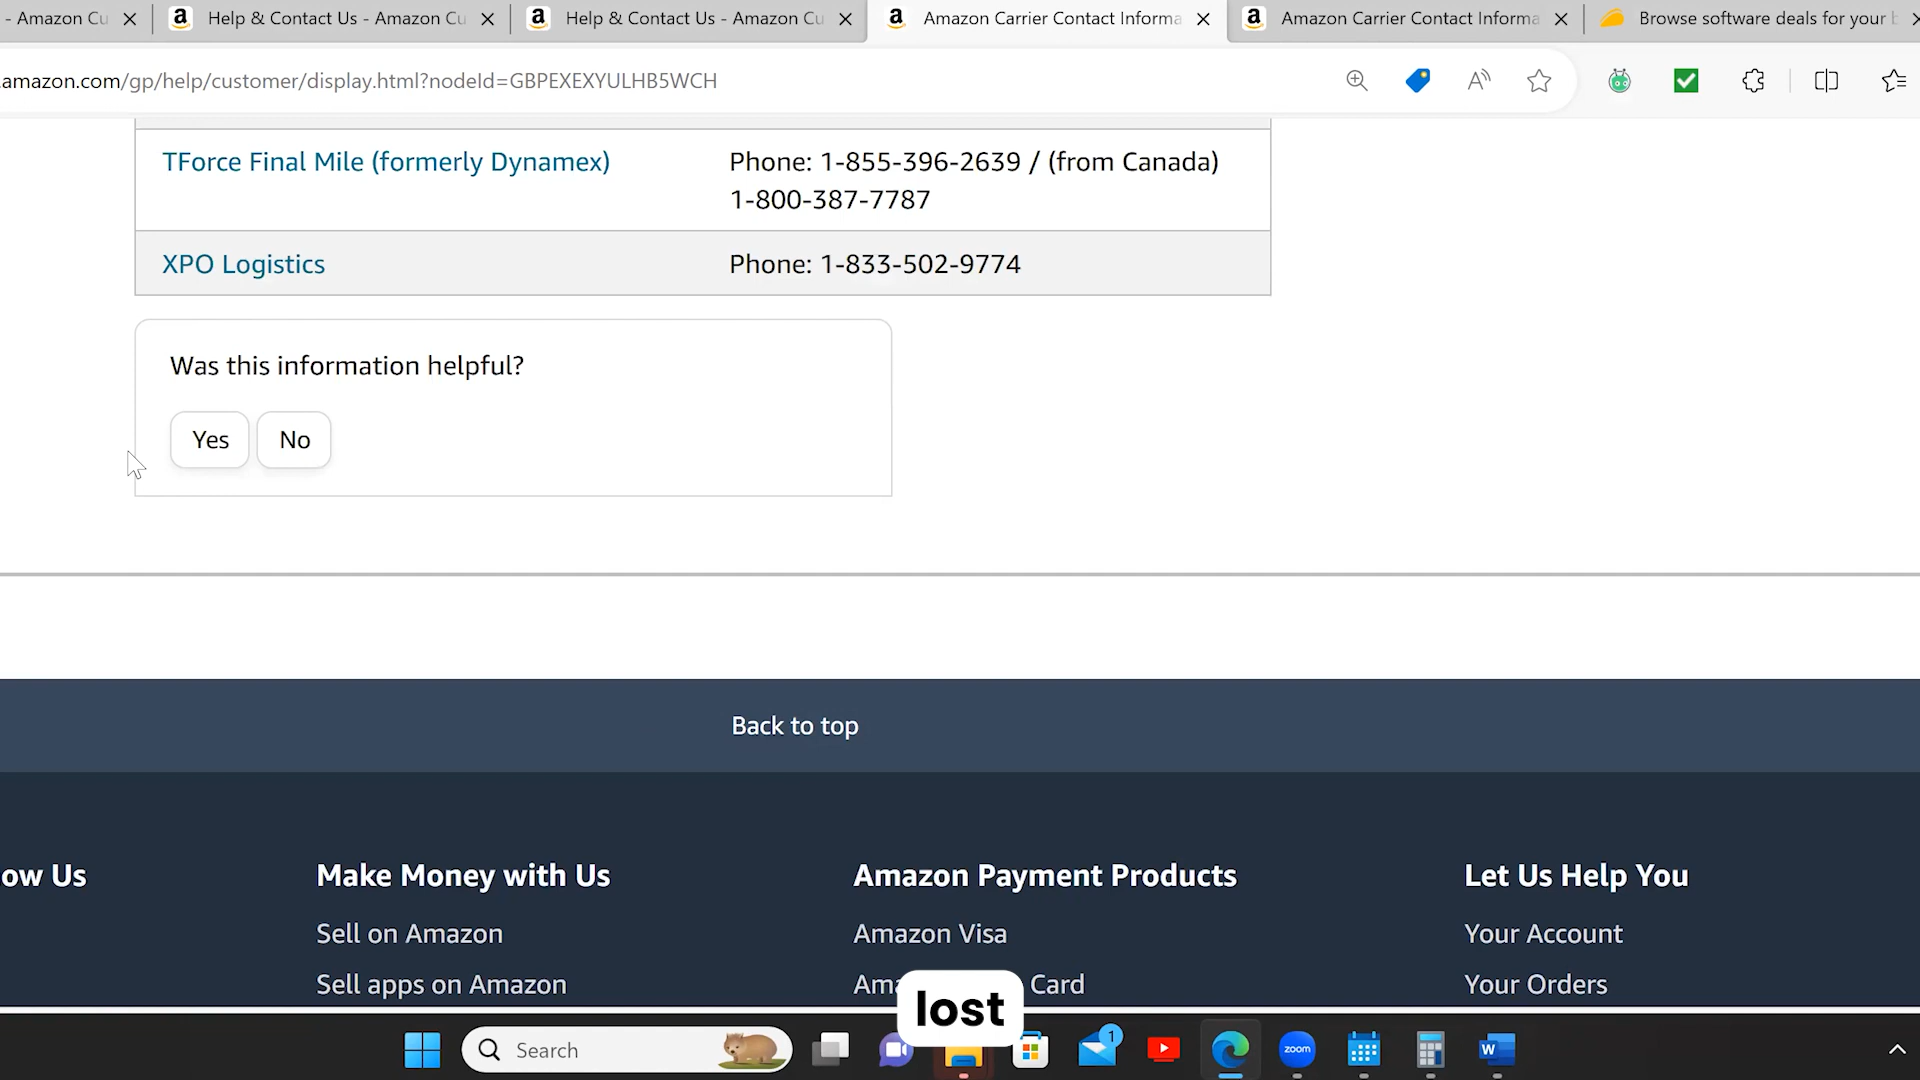 - Amazon Cu
Help & Contact Us - Amazon Cu
Help & Contact Us - Amazon Cu
Amazon Carrier Contact Informa
Amazon Carrier Contact Informa
Browse software deals for your b
.amazon.com/gp/help/customer/display.html?nodeId=GBPEXEXYULHB5WCH
TForce Final Mile (formerly Dynamex)
Phone: 1-855-396-2639 / (from Canada)
1-800-387-7787
XPO Logistics
Phone: 1-833-502-9774
Was this information helpful?
Yes
No
Back to top
ow Us
Make Money with Us
Amazon Payment Products
Let Us Help You
Sell on Amazon
Amazon Visa
Your Account
Sell apps on Amazon
Ama
Card
Your Orders
lost
Search
1
zoom
W